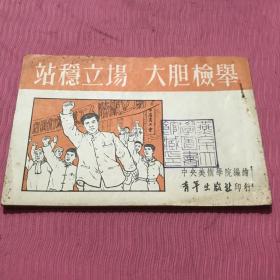 站穩立場 大胆檢舉
中央美術學院編繪
青年出版社印行